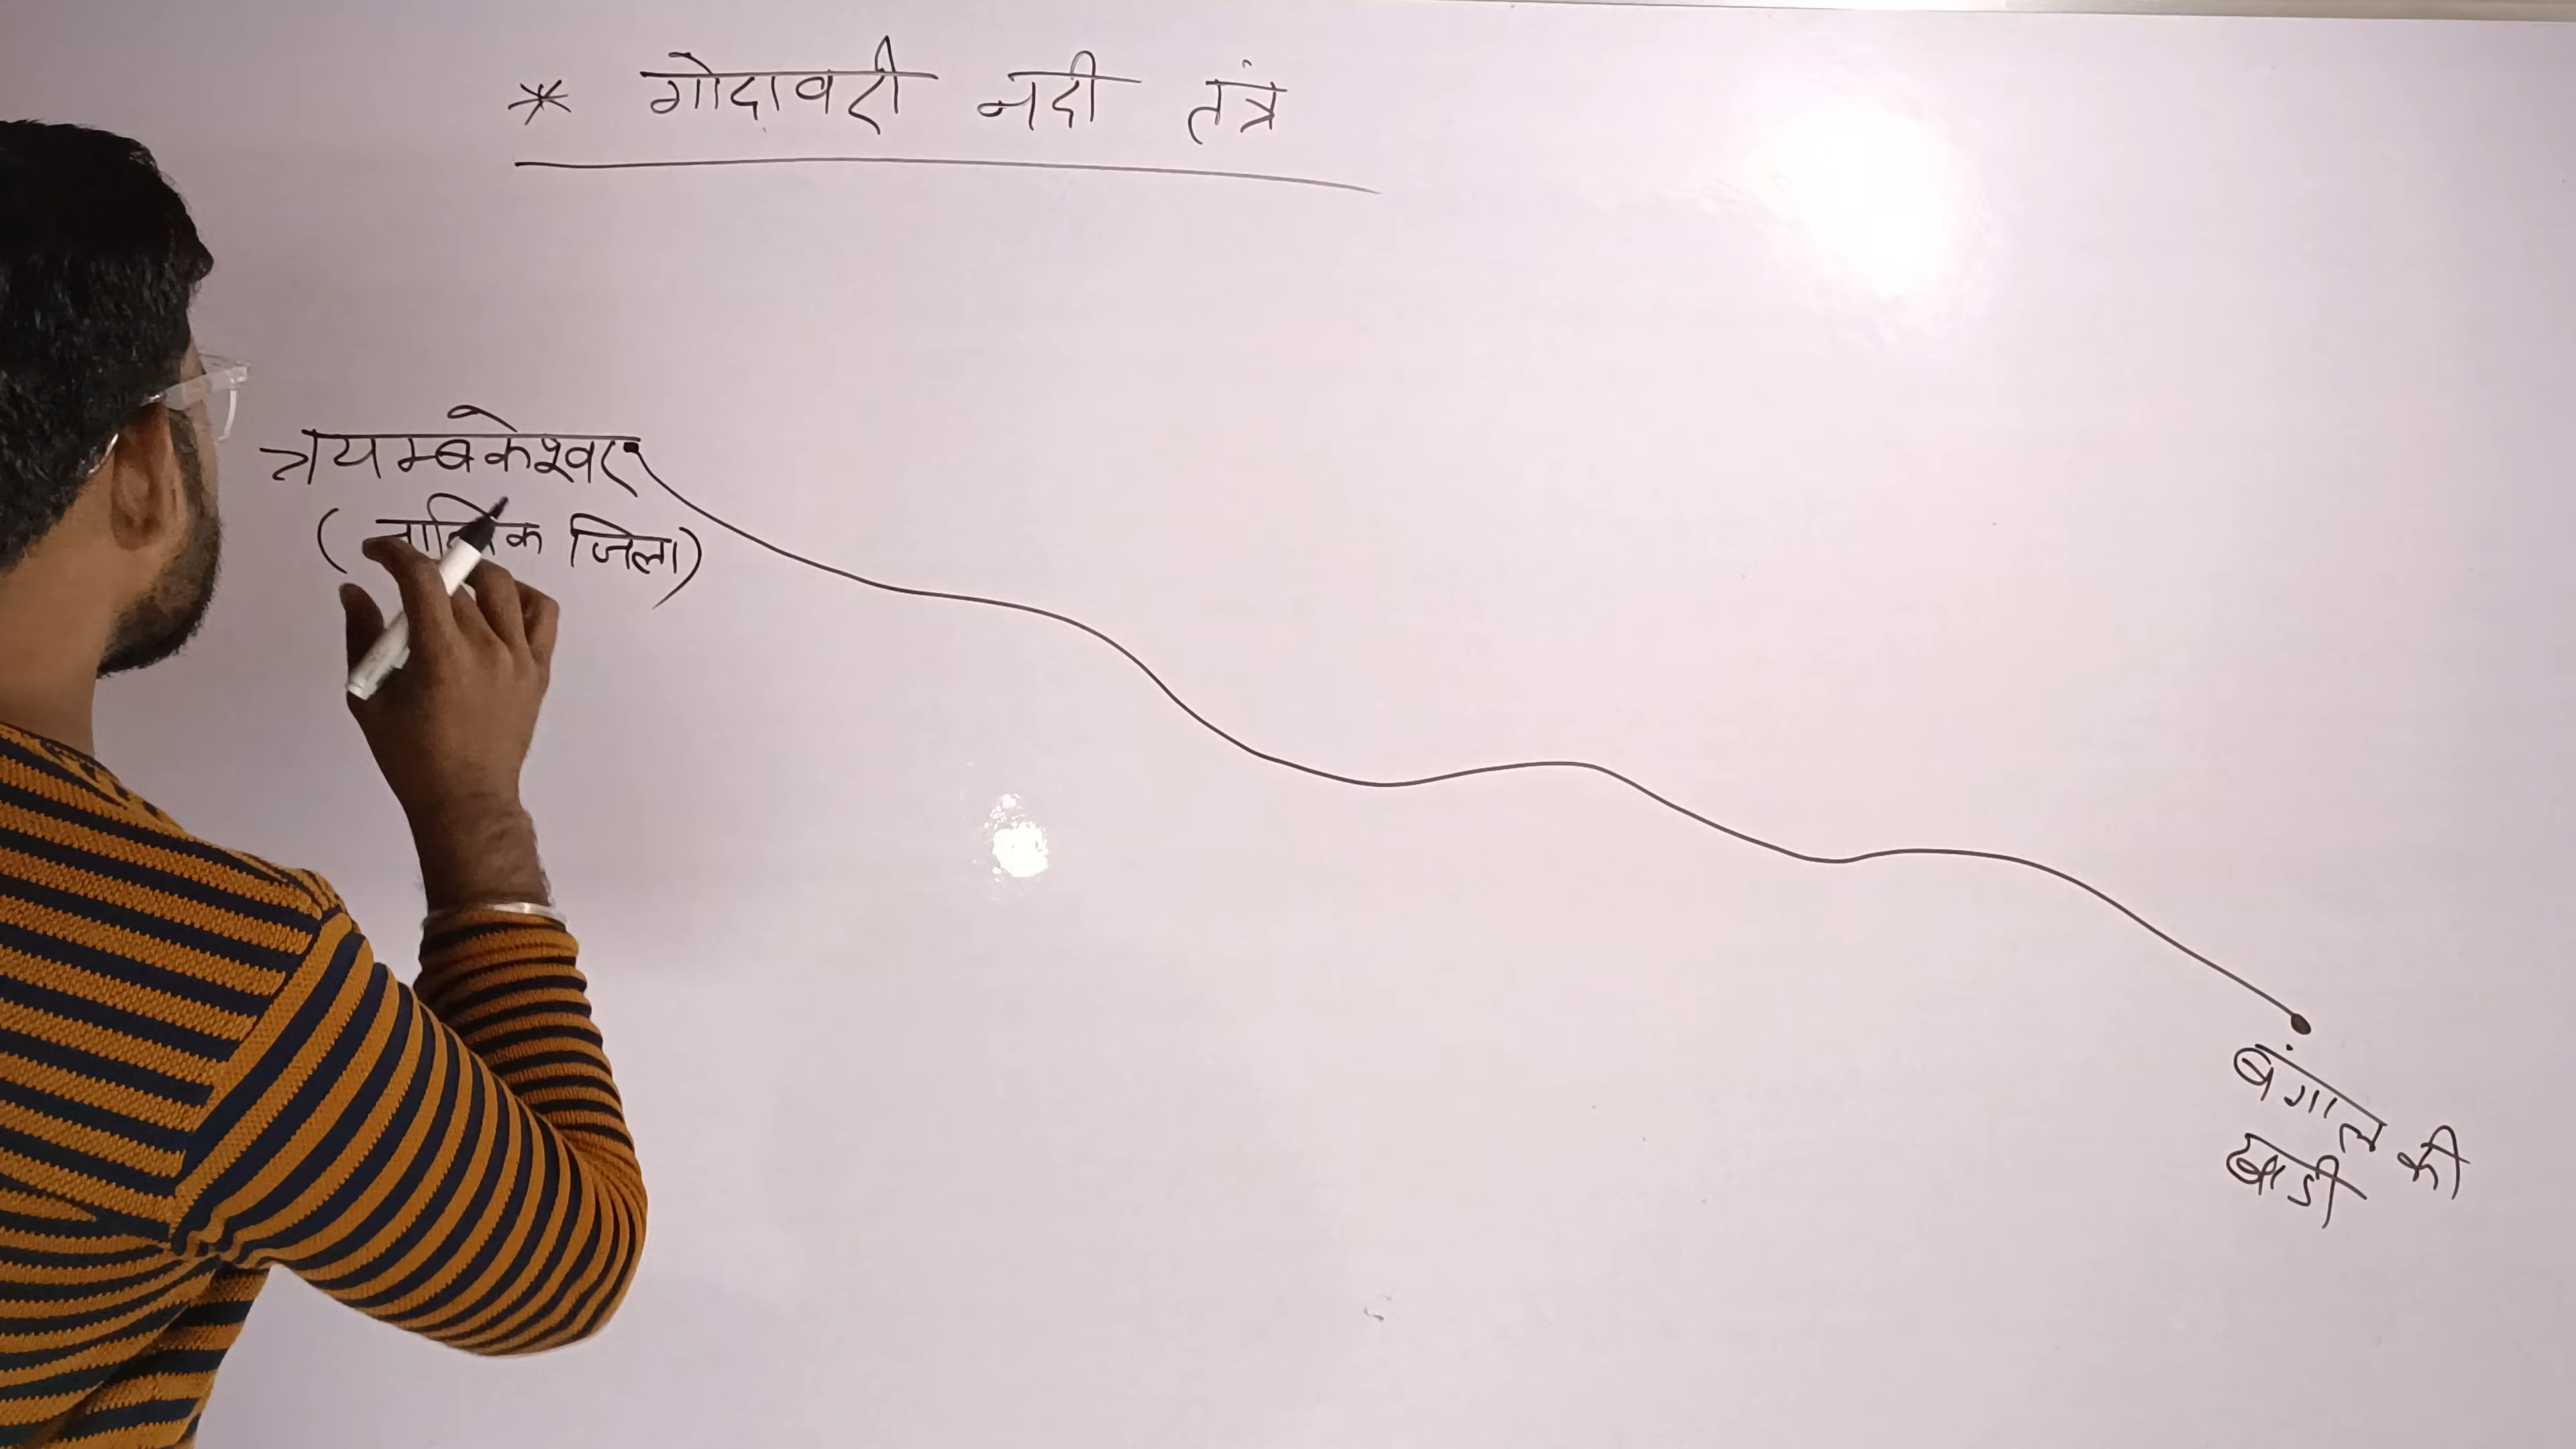 * गोदावरी नदी तंत्र
त्रयम्बकेश्वर
(नासिक जिला)
बंगाल की
खाडी